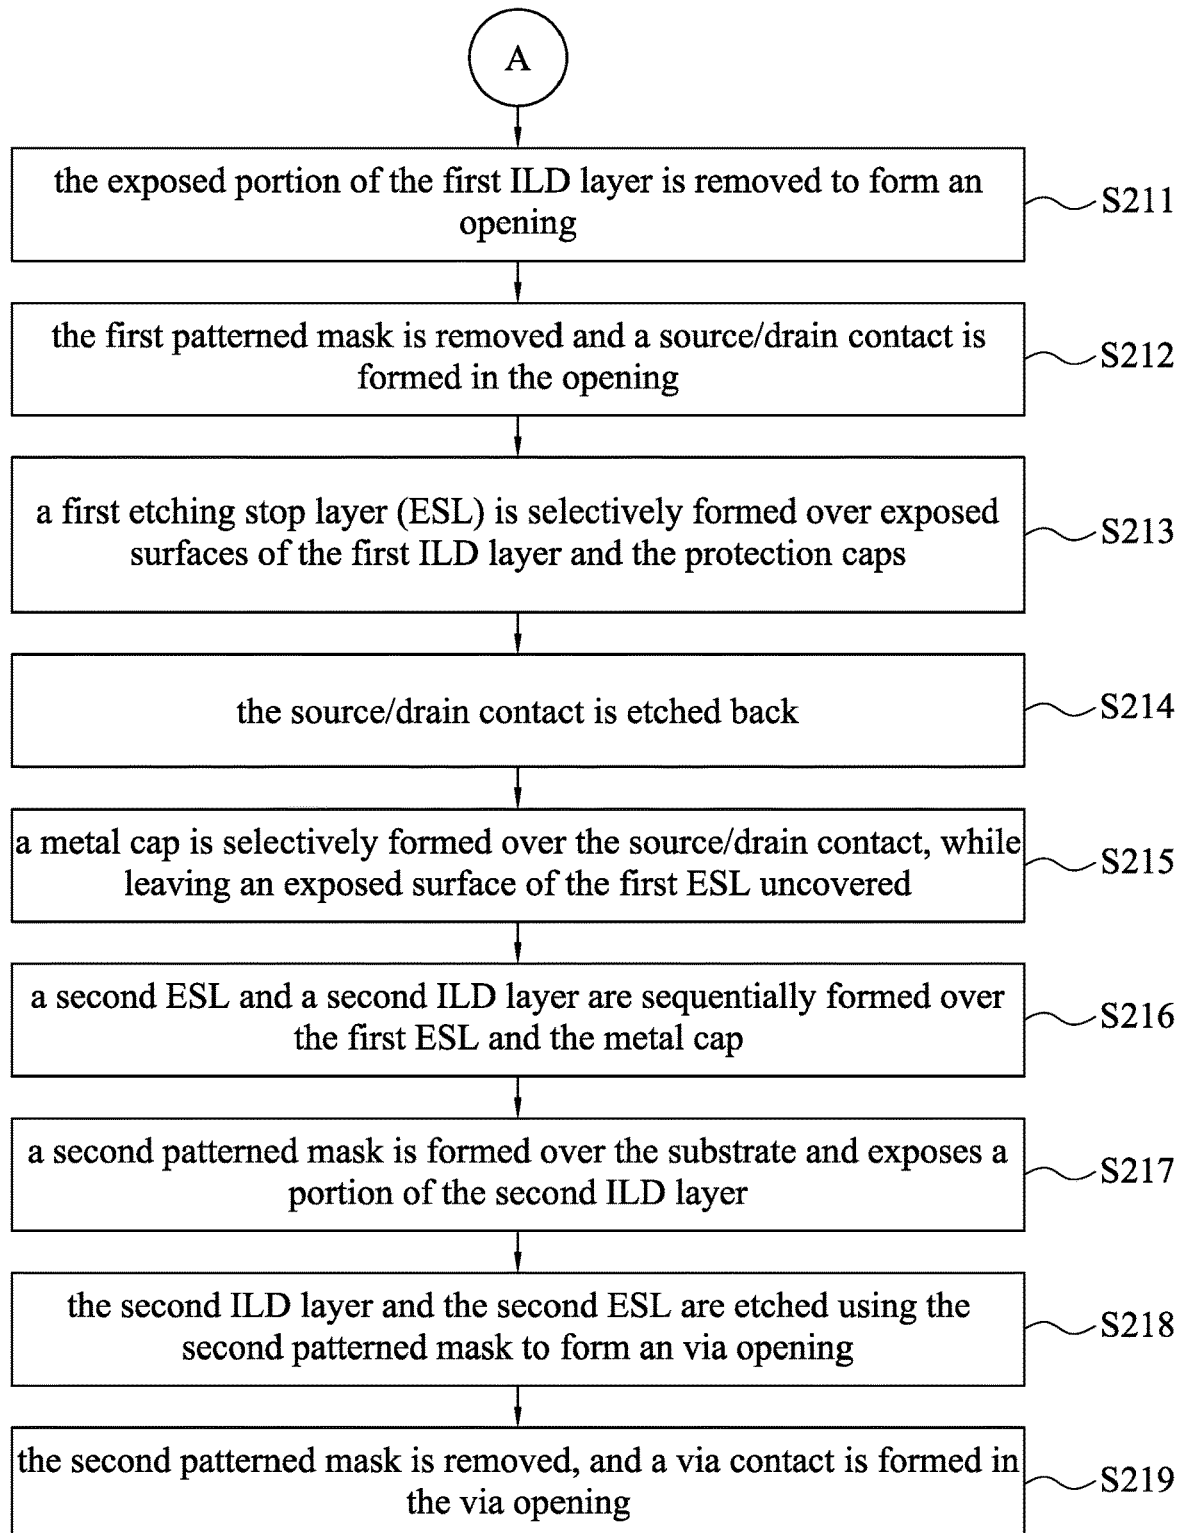 A
the exposed portion of the first ILD layer is removed to form an
opening
S211
the first patterned mask is removed and a source/drain contact is
formed in the opening
S212
a first etching stop layer (ESL) is selectively formed over exposed
surfaces of the first ILD layer and the protection caps
S213
the source/drain contact is etched back
S214
a metal cap is selectively formed over the source/drain contact, while
leaving an exposed surface of the first ESL uncovered
S215
a second ESL and a second ILD layer are sequentially formed over
the first ESL and the metal cap
S216
a second patterned mask is formed over the substrate and exposes a
portion of the second ILD layer
S217
the second ILD layer and the second ESL are etched using the
second patterned mask to form an via opening
S218
the second patterned mask is removed, and a via contact is formed in
the via opening
S219